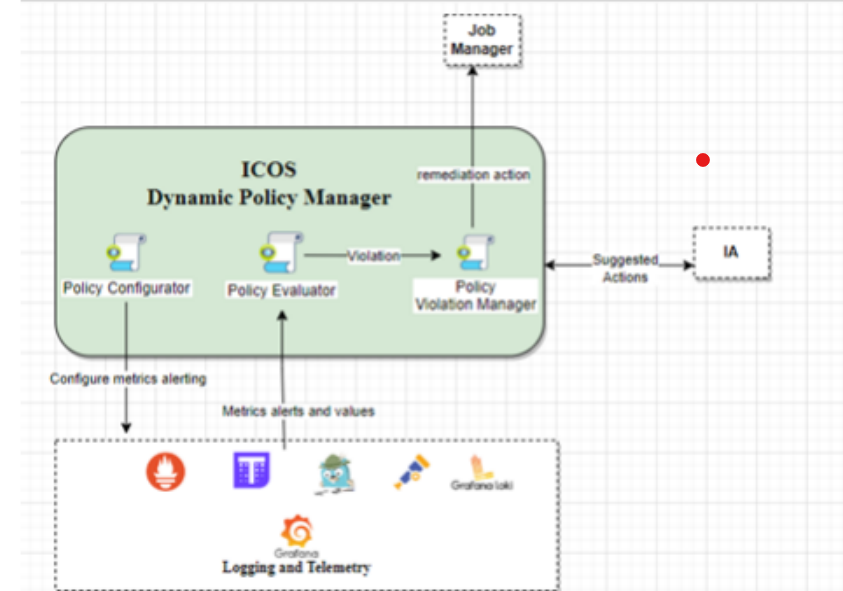 Job
Manager
ICOS
Dynamic Policy Manager
remediation action
Violation
Policy Configurator
Policy Evaluator
Policy
Violation Manager
Suggested
Actions
IA
Configure metrics alerting
Metrics alerts and values
T
Grafana loki
Grafana
Logging and Telemetry